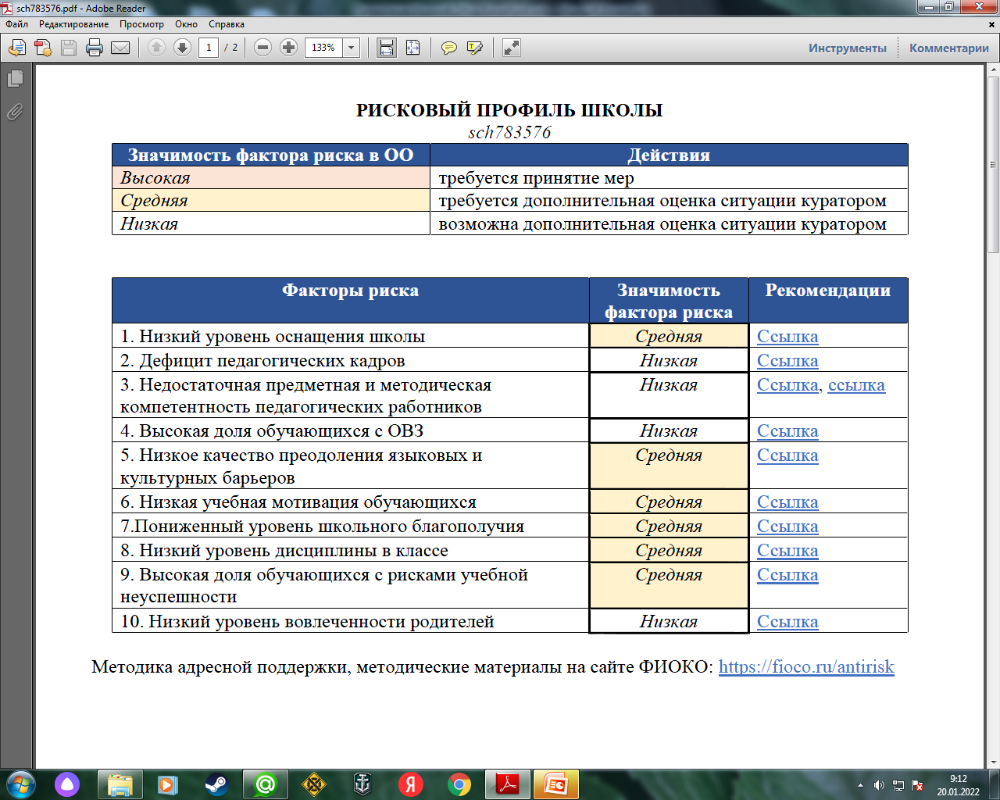 sch783576.pdf - Adobe Reader
Файл Редактирование Просмотр Окно Справка
1 / 2 133% Инструменты Комментарии
РИСКОВЫЙ ПРОФИЛЬ ШКОЛЫ
sch783576
Значимость фактора риска в ОО Действия
Высокая требуется принятие мер
Средняя требуется дополнительная оценка ситуации куратором
Низкая возможна дополнительная оценка ситуации куратором
Факторы риска Значимость фактора риска Рекомендации
1. Низкий уровень оснащения школы Средняя Ссылка
2. Дефицит педагогических кадров Низкая Ссылка
3. Недостаточная предметная и методическая Низкая Ссылка, ссылка
компетентность педагогических работников
4. Высокая доля обучающихся с ОВЗ Низкая Ссылка
5. Низкое качество преодоления языковых и Средняя Ссылка
культурных барьеров
6. Низкая учебная мотивация обучающихся Средняя Ссылка
7.Пониженный уровень школьного благополучия Средняя Ссылка
8. Низкий уровень дисциплины в классе Средняя Ссылка
9. Высокая доля обучающихся с рисками учебной Средняя Ссылка
неуспешности
10. Низкий уровень вовлеченности родителей Низкая Ссылка
Методика адресной поддержки, методические материалы на сайте ФИОКО: https://fioco.ru/antirisk
9:12
20.01.2022